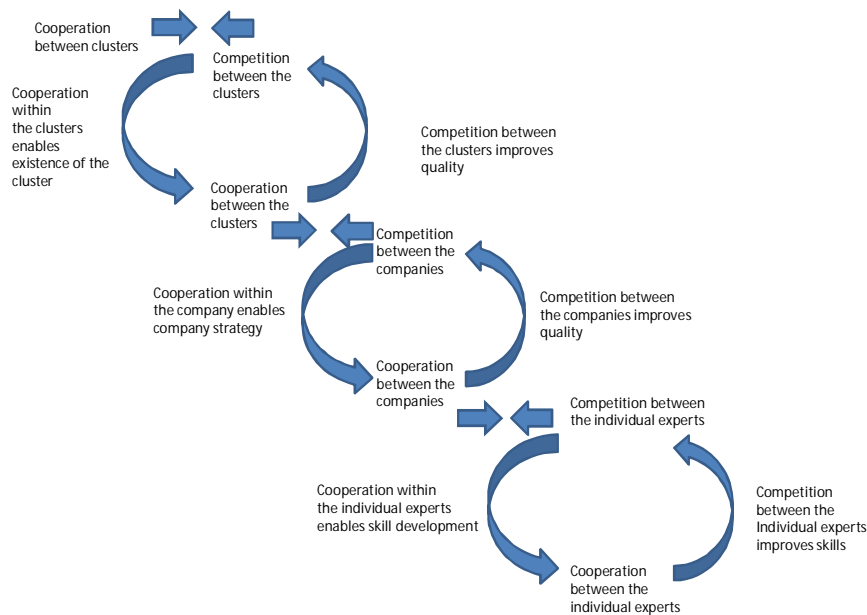 Cooperation
between clusters
Competition
between the
clusters
Cooperation
within
the clusters
enables
existence of the
cluster
Competition between
the clusters improves
quality
Cooperation
between the
clusters
Competition
between the
companies
Cooperation within
the company enables
company strategy
Competition between
the companies improves
quality
Cooperation
between the
companies
Competition between
the individual experts
Cooperation within
the individual experts
enables skill development
Competition
between the
Individual experts
improves skills
Cooperation
between the
individual experts